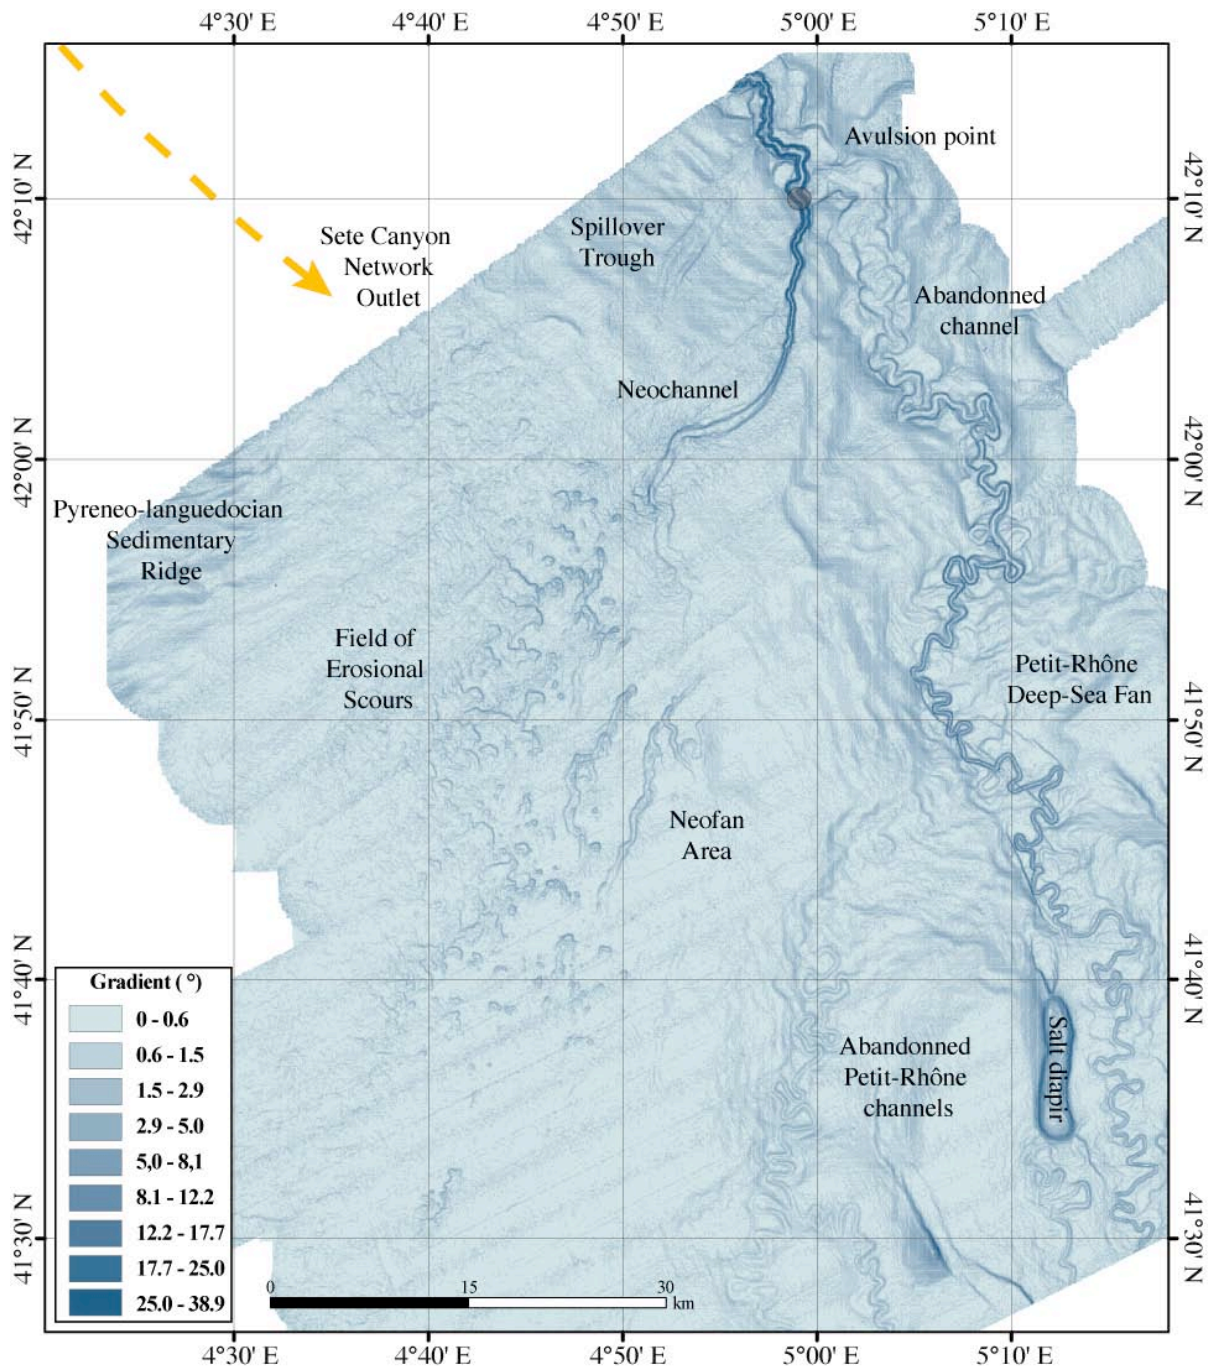 4°30' E
4°40' E
4°50' E
5°00' E
5°10' E
Avulsion point
42°10' N
42°10' N
Spillover
Trough
Sete Canyon
Network
Outlet
Abandonned
channel
Neochannel
42°00' N
42°00' N
Pyreneo-languedocian
Sedimentary
Ridge
Field of
Erosional
Scours
Petit-Rhône
Deep-Sea Fan
41°50' N
41°50' N
Neofan
Area
41°40' N
41°40' N
Gradient ( °)
0 - 0.6
0.6 - 1.5
1.5 - 2.9
2.9 - 5.0
5,0 - 8,1
8.1 - 12.2
12.2 - 17.7
17.7 - 25.0
25.0 - 38.9
Salt diapir
Abandonned
Petit-Rhône
channels
41°30' N
41°30' N
0
15
30
km
4°30' E
4°40' E
4°50' E
5°00' E
5°10' E